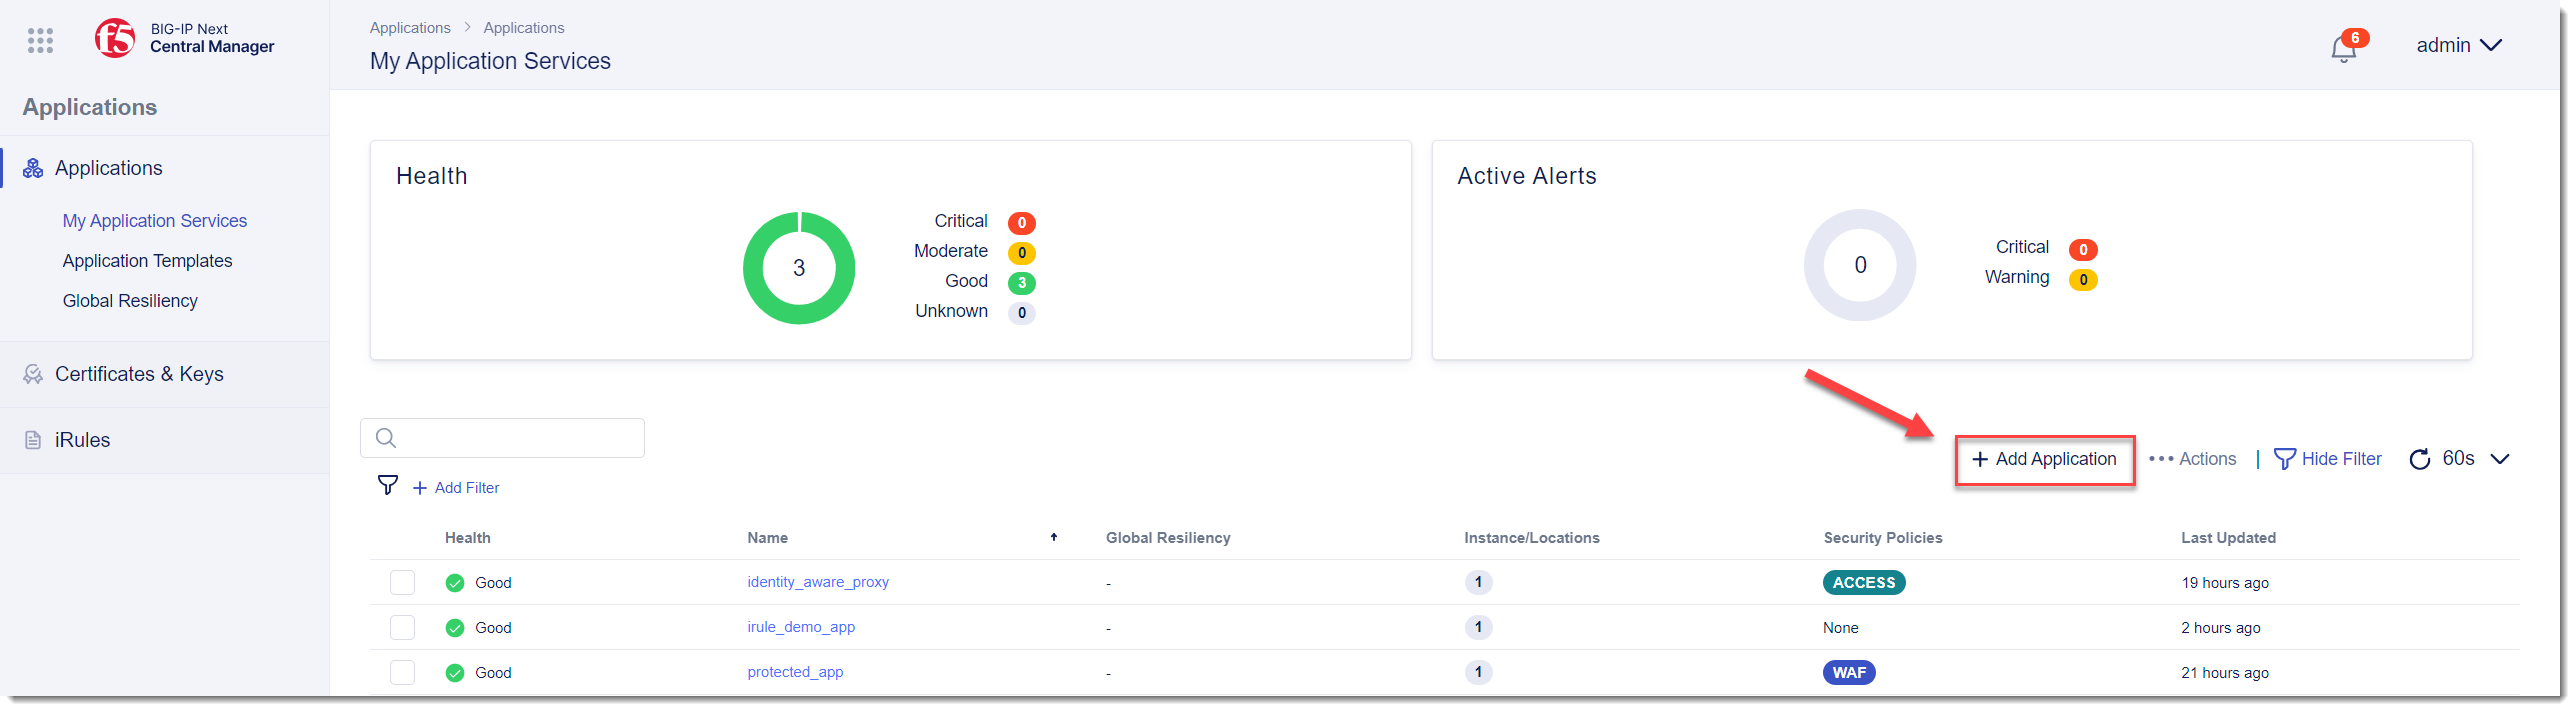 f5
BIG-IP Next
Central Manager
Applications
Applications
My Application Services
Application Templates
Global Resiliency
Certificates & Keys
iRules
Applications > Applications
My Application Services
6
admin
Health
3
Critical 0
Moderate 0
Good 3
Unknown 0
Active Alerts
0
Critical 0
Warning 0
+ Add Application ••• Actions | Hide Filter 60s
+ Add Filter
Health Name Global Resiliency Instance/Locations Security Policies Last Updated
Good identity_aware_proxy - 1 ACCESS 19 hours ago
Good irule_demo_app - 1 None 2 hours ago
Good protected_app - 1 WAF 21 hours ago